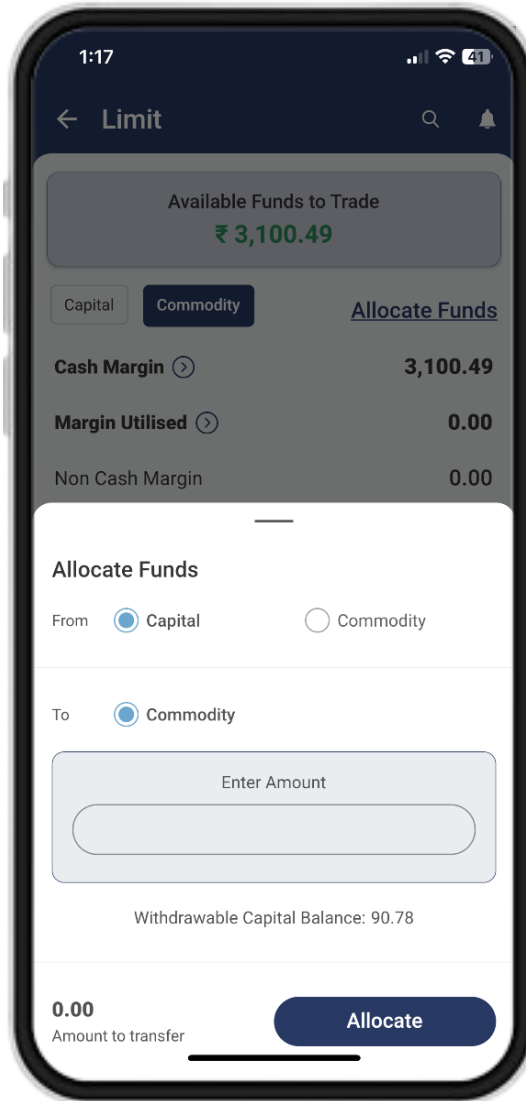 1:17
41
Limit
Available Funds to Trade
₹ 3,100.49
Capital Commodity Allocate Funds
Cash Margin 3,100.49
Margin Utilised 0.00
Non Cash Margin 0.00
Allocate Funds
From Capital Commodity
To Commodity
Enter Amount
Withdrawable Capital Balance: 90.78
0.00
Amount to transfer
Allocate